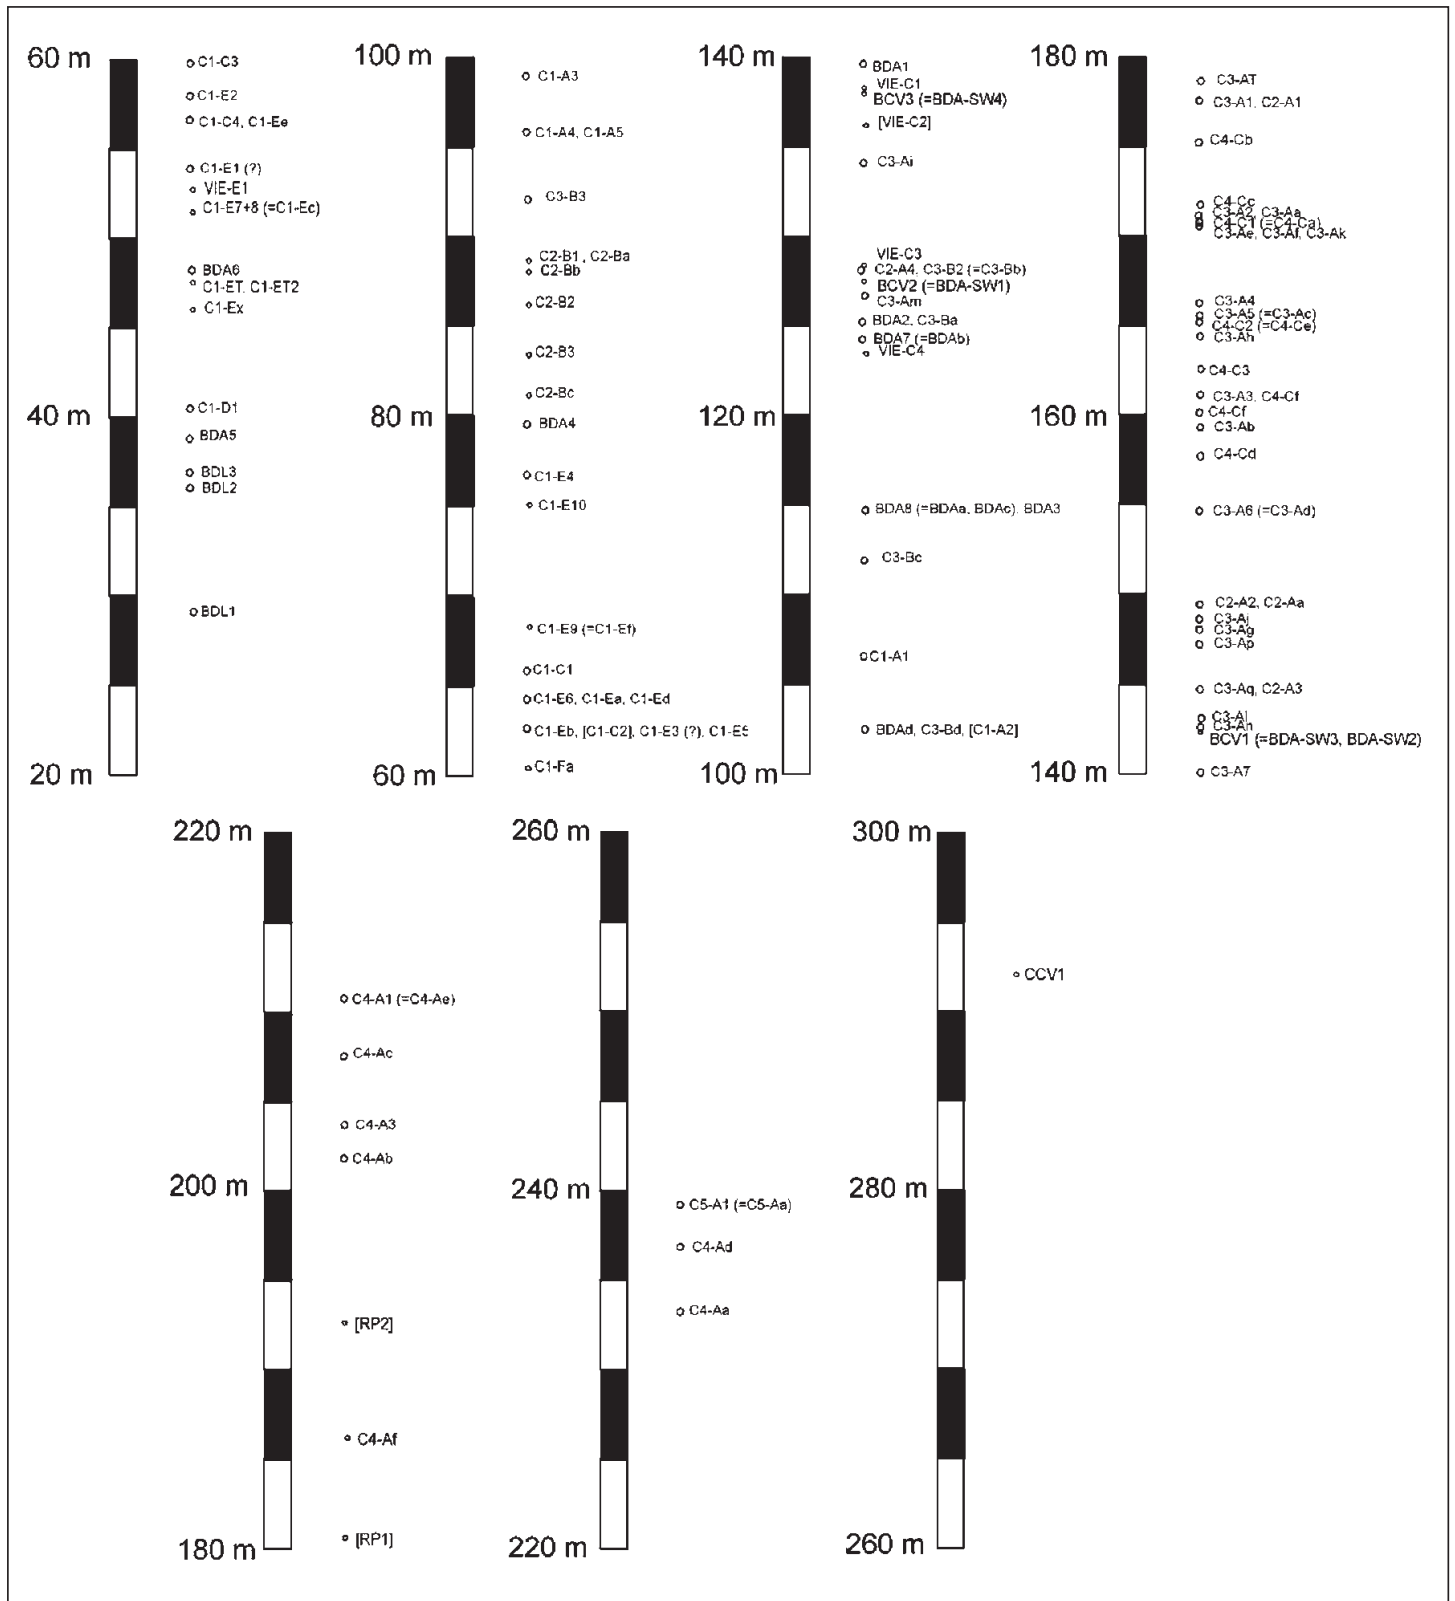 60 m
C1-C3
C1-E2
C1-C4, C1-Ee
C1-E1 (?)
VIE-E1
C1-E7+8 (=C1-Ec)
BDA6
C1-ET, C1-ET2
C1-Ex
C1-D1
40 m
BDA5
BDL3
BDL2
BDL1
20 m
100 m
C1-A3
C1-A4, C1-A5
C3-B3
C2-B1, C2-Ba
C2-Bb
C2-B2
C2-B3
C2-Bc
80 m
BDA4
C1-E4
C1-E10
C1-E9 (=C1-Ef)
C1-C1
C1-E6, C1-Ea, C1-Ed
C1-Eb, [C1-C2], C1-E3 (?), C1-E5
C1-Fa
60 m
140 m
BDA1
VIE-C1
BCV3 (=BDA-SW4)
[VIE-C2]
C3-Ai
VIE-C3
C2-A4, C3-B2 (=C3-Bb)
BCV2 (=BDA-SW1)
C3-Am
BDA2, C3-Ba
BDA7 (=BDAb)
VIE-C4
120 m
BDA8 (=BDAa, BDAc), BDA3
C3-Bc
C1-A1
BDAd, C3-Bd, [C1-A2]
100 m
180 m
C3-AT
C3-A1, C2-A1
C4-Cb
C4-Cc
C3-A2, C3-Aa
C4-C1 (=C4-Ca)
C3-Ae, C3-Af, C3-Ak
C3-A4
C3-A5 (=C3-Ac)
C4-C2 (=C4-Ce)
C3-Ah
C4-C3
C3-A3, C4-Cf
C4-Cf
160 m
C3-Ab
C4-Cd
C3-A6 (=C3-Ad)
C2-A2, C2-Aa
C3-Aj
C3-Ag
C3-Ap
C3-Aq, C2-A3
C3-Al
C3-An
BCV1 (=BDA-SW3, BDA-SW2)
140 m
C3-A7
220 m
C4-A1 (=C4-Ae)
C4-Ac
C4-A3
C4-Ab
200 m
[RP2]
C4-Af
[RP1]
180 m
260 m
240 m
C5-A1 (=C5-Aa)
C4-Ad
C4-Aa
220 m
300 m
CCV1
280 m
260 m